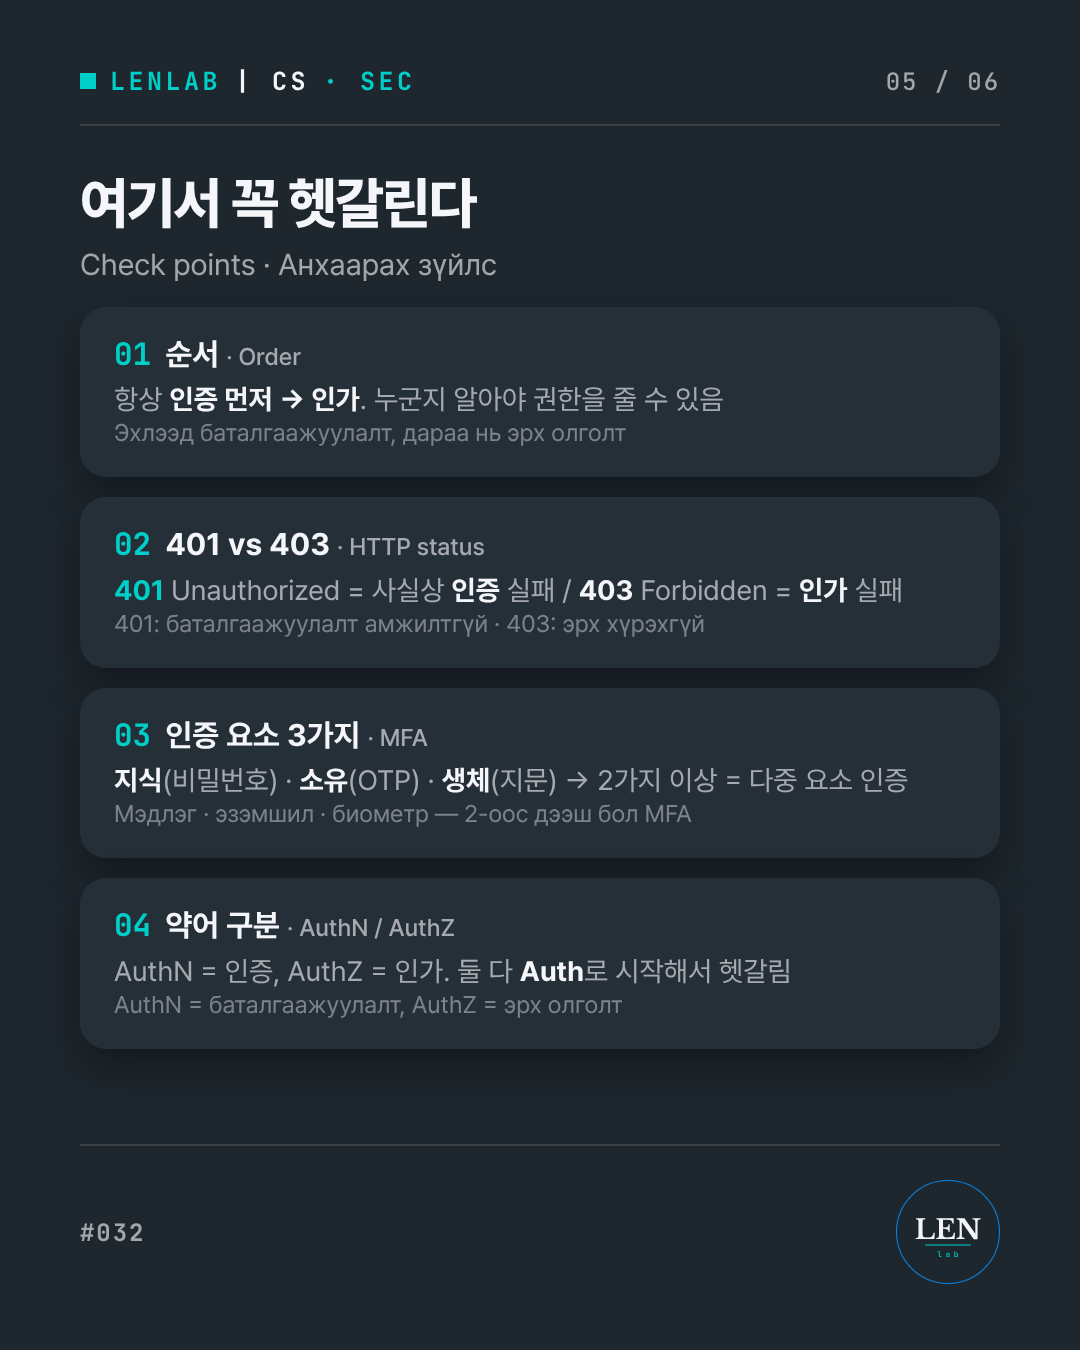 LENLAB | CS · SEC
05 / 06
여기서 꼭 헷갈린다
Check points · Анхаарах зүйлс
01 순서 · Order
항상 인증 먼저 → 인가. 누군지 알아야 권한을 줄 수 있음
Эхлээд баталгаажуулалт, дараа нь эрх олголт
02 401 vs 403 · HTTP status
401 Unauthorized = 사실상 인증 실패 / 403 Forbidden = 인가 실패
401: баталгаажуулалт амжилтгүй · 403: эрх хүрэхгүй
03 인증 요소 3가지 · MFA
지식(비밀번호) · 소유(OTP) · 생체(지문) → 2가지 이상 = 다중 요소 인증
Мэдлэг · эзэмшил · биометр — 2-оос дээш бол MFA
04 약어 구분 · AuthN / AuthZ
AuthN = 인증, AuthZ = 인가. 둘 다 Auth로 시작해서 헷갈림
AuthN = баталгаажуулалт, AuthZ = эрх олголт
#032
LEN
lab